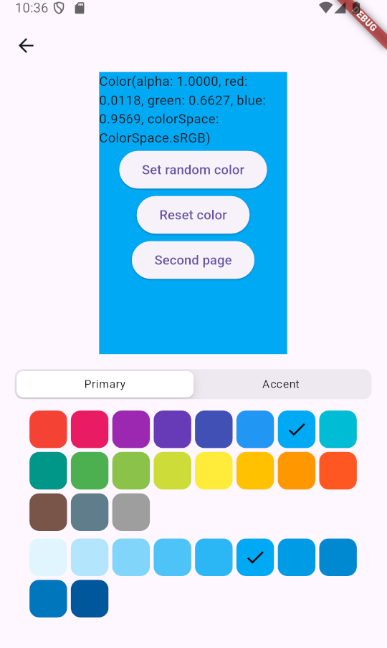 10:36
DEBUG
Color(alpha: 1.0000, red:
0.0118, green: 0.6627, blue:
0.9569, colorSpace:
ColorSpace.sRGB)
Set random color
Reset color
Second page
Primary
Accent